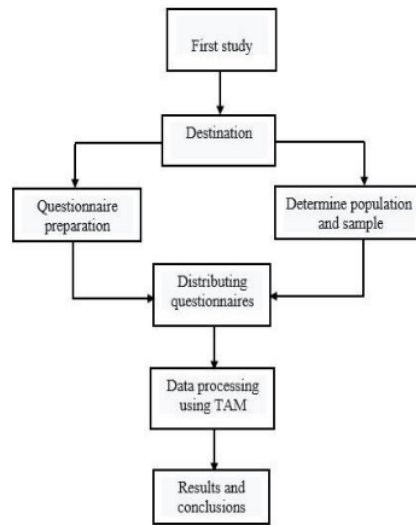 First study
Destination
Questionnaire
preparation
Determine population
and sample
Distributing
questionnaires
Data processing
using TAM
Results and
conclusions